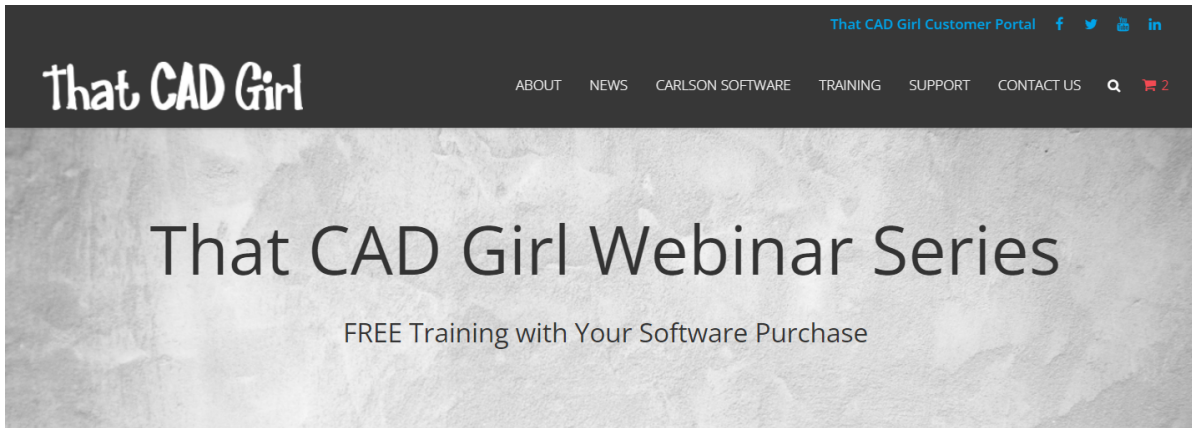 That CAD Girl Customer Portal
That CAD Girl
ABOUT NEWS CARLSON SOFTWARE TRAINING SUPPORT CONTACT US 2
That CAD Girl Webinar Series
FREE Training with Your Software Purchase